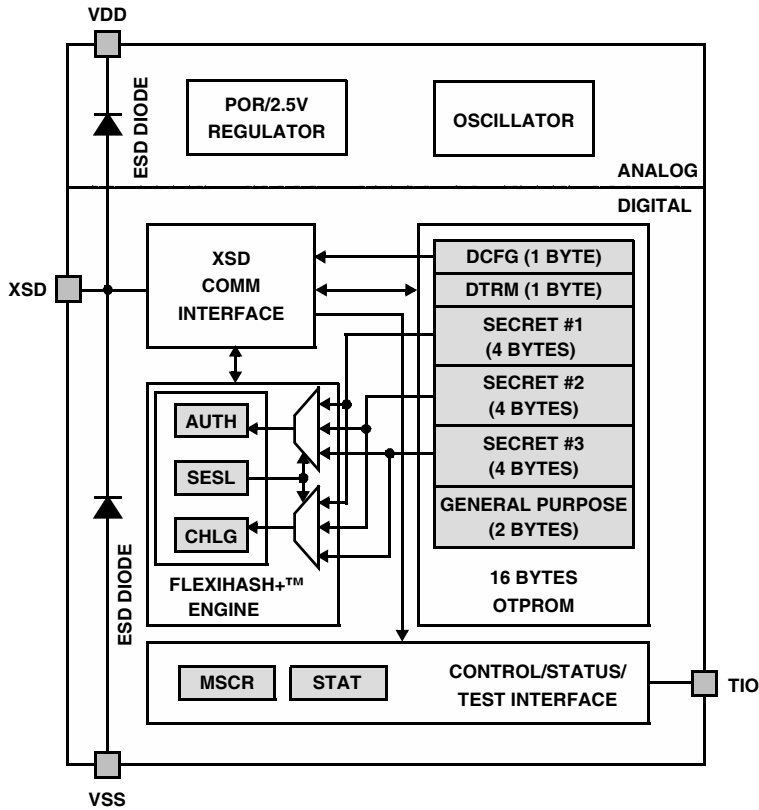 VDD
ESD DIODE
POR/2.5V
REGULATOR
OSCILLATOR
ANALOG
DIGITAL
XSD
XSD
COMM
INTERFACE
DCFG (1 BYTE)
DTRM (1 BYTE)
SECRET #1
(4 BYTES)
SECRET #2
(4 BYTES)
SECRET #3
(4 BYTES)
GENERAL PURPOSE
(2 BYTES)
16 BYTES
OTPROM
AUTH
SESL
CHLG
FLEXIHASH+™
ENGINE
ESD DIODE
MSCR
STAT
CONTROL/STATUS/
TEST INTERFACE
TIO
VSS